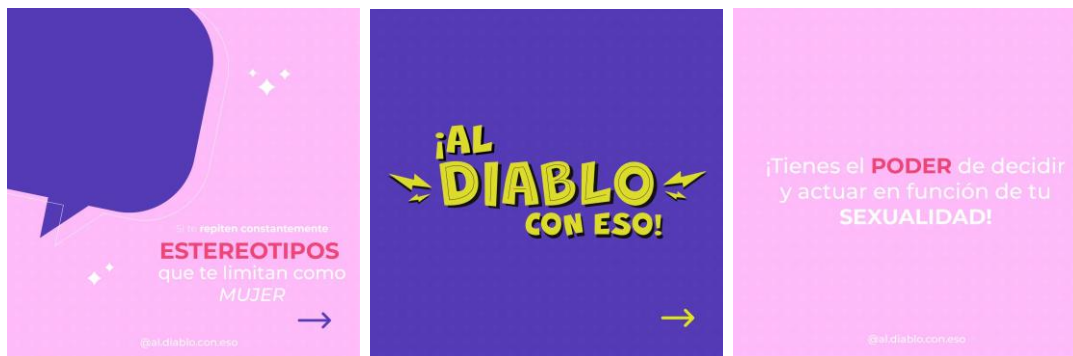 Si te repiten constantemente
ESTEREOTIPOS
que te limitan como
MUJER
@al.diablo.con.eso
¡AL
DIABLO
CON ESO!
¡Tienes el PODER de decidir
y actuar en función de tu
SEXUALIDAD!
@al.diablo.con.eso